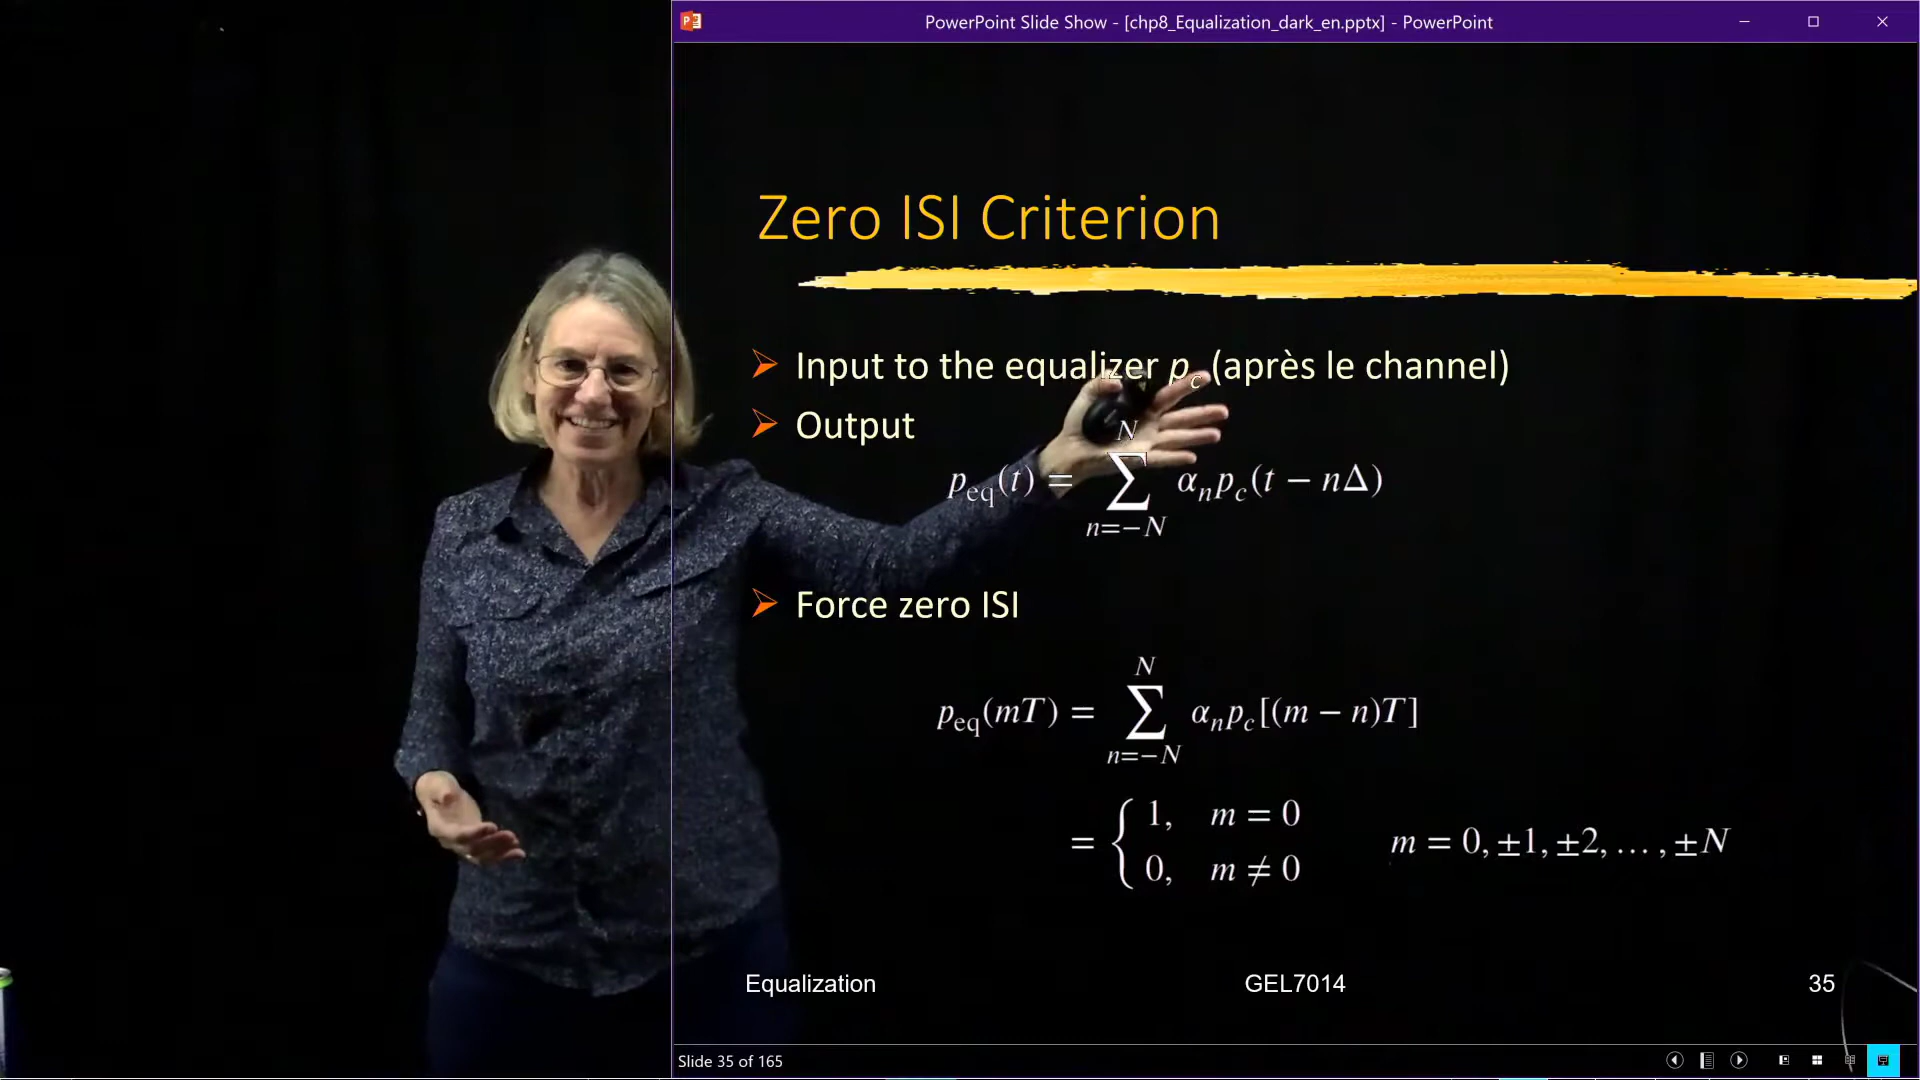 PowerPoint Slide Show - [chp8_Equalization_dark_en.pptx] - PowerPoint
Zero ISI Criterion
Input to the equalizer p_c (après le channel)
Output
p_eq(t) = ∑_{n=−N}^{N} α_n p_c(t − nΔ)
Force zero ISI
p_eq(mT) = ∑_{n=−N}^{N} α_n p_c[(m − n)T]
= { 1, m = 0
0, m ≠ 0 m = 0, ±1, ±2, … , ±N
Equalization GEL7014 35
Slide 35 of 165